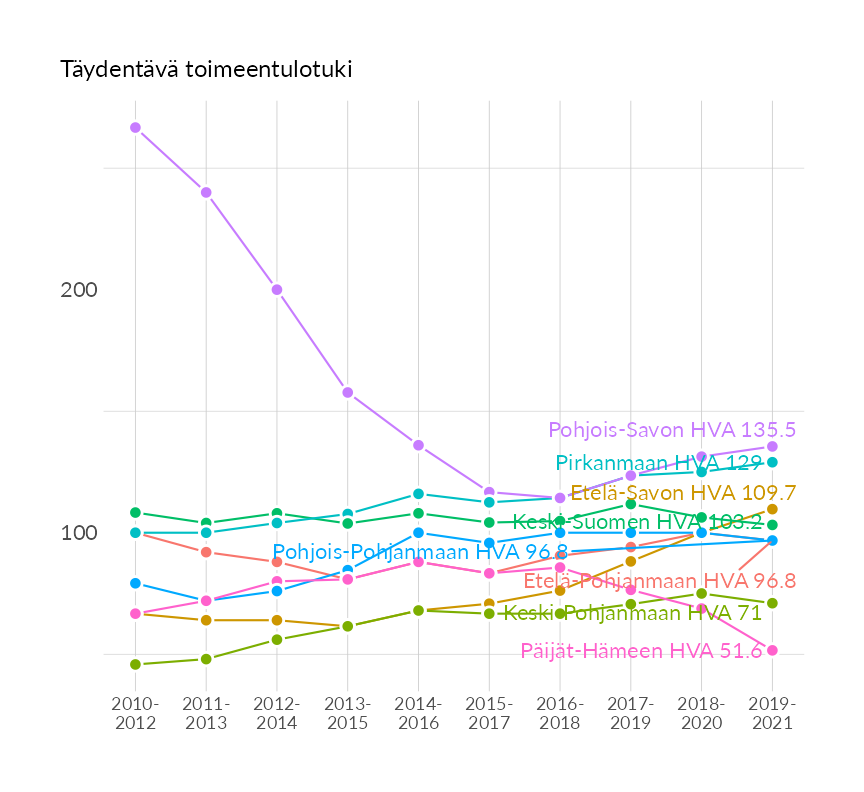 Täydentävä toimeentulotuki
200
100
Pohjois-Savon HVA 135.5
Pirkanmaan HVA 129
Etelä-Savon HVA 109.7
Keski-Suomen HVA 103.2
Pohjois-Pohjanmaan HVA 96.8
Etelä-Pohjanmaan HVA 96.8
Keski-Pohjanmaan HVA 71
Päijät-Hämeen HVA 51.6
2010- 2011- 2012- 2013- 2014- 2015- 2016- 2017- 2018- 2019-
2012 2013 2014 2015 2016 2017 2018 2019 2020 2021